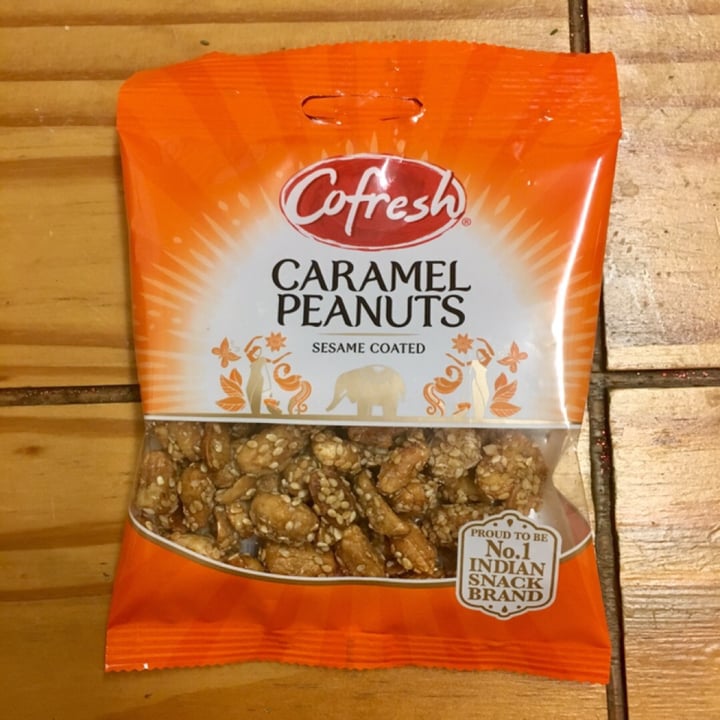 Cofresh®
CARAMEL
PEANUTS
SESAME COATED
PROUD TO BE
No.1
INDIAN
SNACK
BRAND